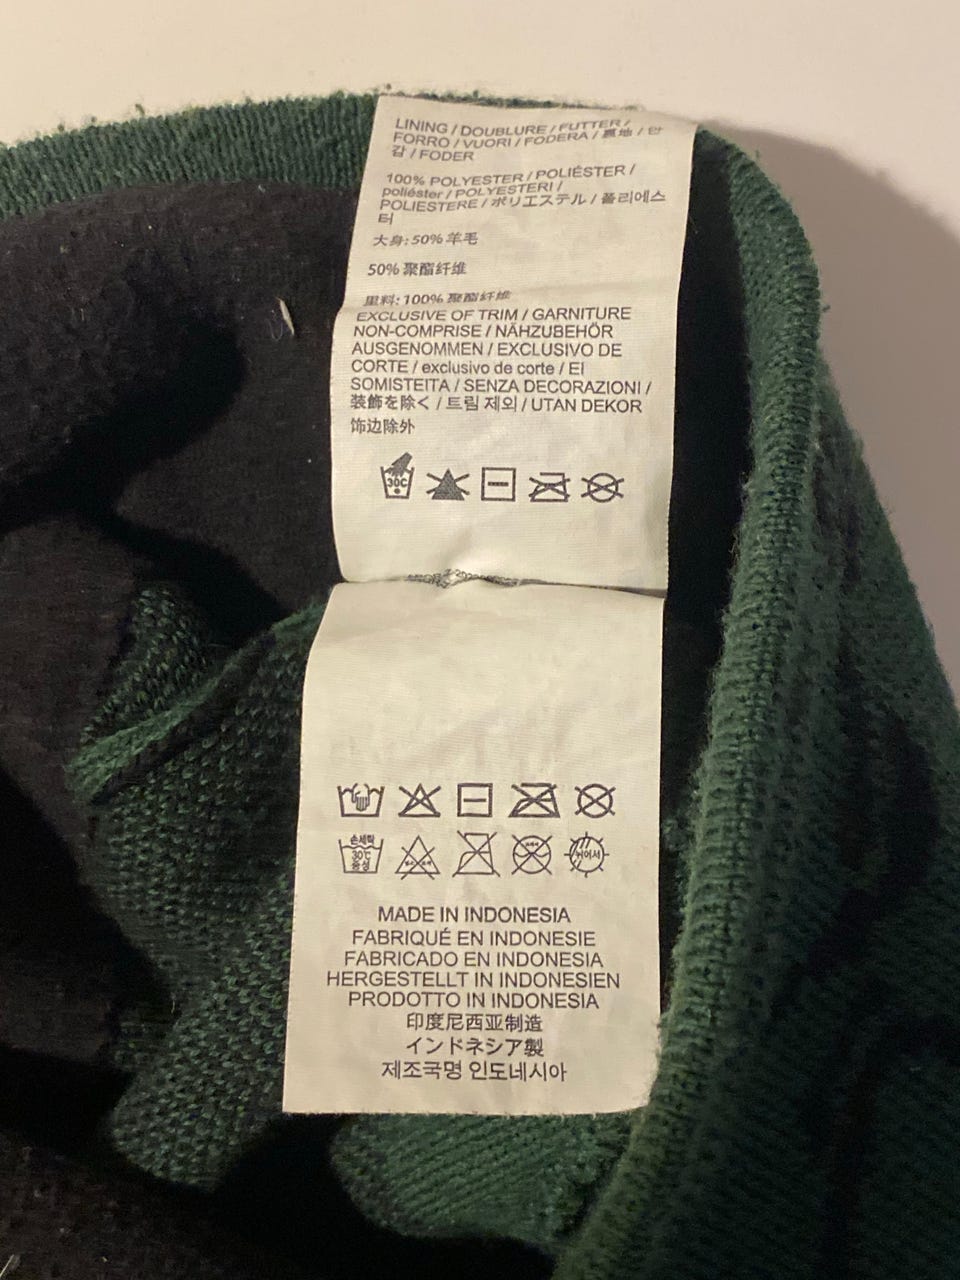 LINING / DOUBLURE / FUTTER /
FORRO / VUORI / FODERA / 裏地 / 안
감 / FODER
100% POLYESTER / POLIÉSTER /
poliéster / POLYESTERI /
POLIESTERE / ポリエステル / 폴리에스
터
大身: 50% 羊毛
50% 聚酯纤维
里料: 100% 聚酯纤维
EXCLUSIVE OF TRIM / GARNITURE
NON-COMPRISE / NÄHZUBEHÖR
AUSGENOMMEN / EXCLUSIVO DE
CORTE / exclusivo de corte / EI
SOMISTEITA / SENZA DECORAZIONI /
装飾を除く / 트림 제외 / UTAN DEKOR
饰边除外
30C
손세탁
30℃
중성
뉘어서
MADE IN INDONESIA
FABRIQUÉ EN INDONESIE
FABRICADO EN INDONESIA
HERGESTELLT IN INDONESIEN
PRODOTTO IN INDONESIA
印度尼西亚制造
インドネシア製
제조국명 인도네시아